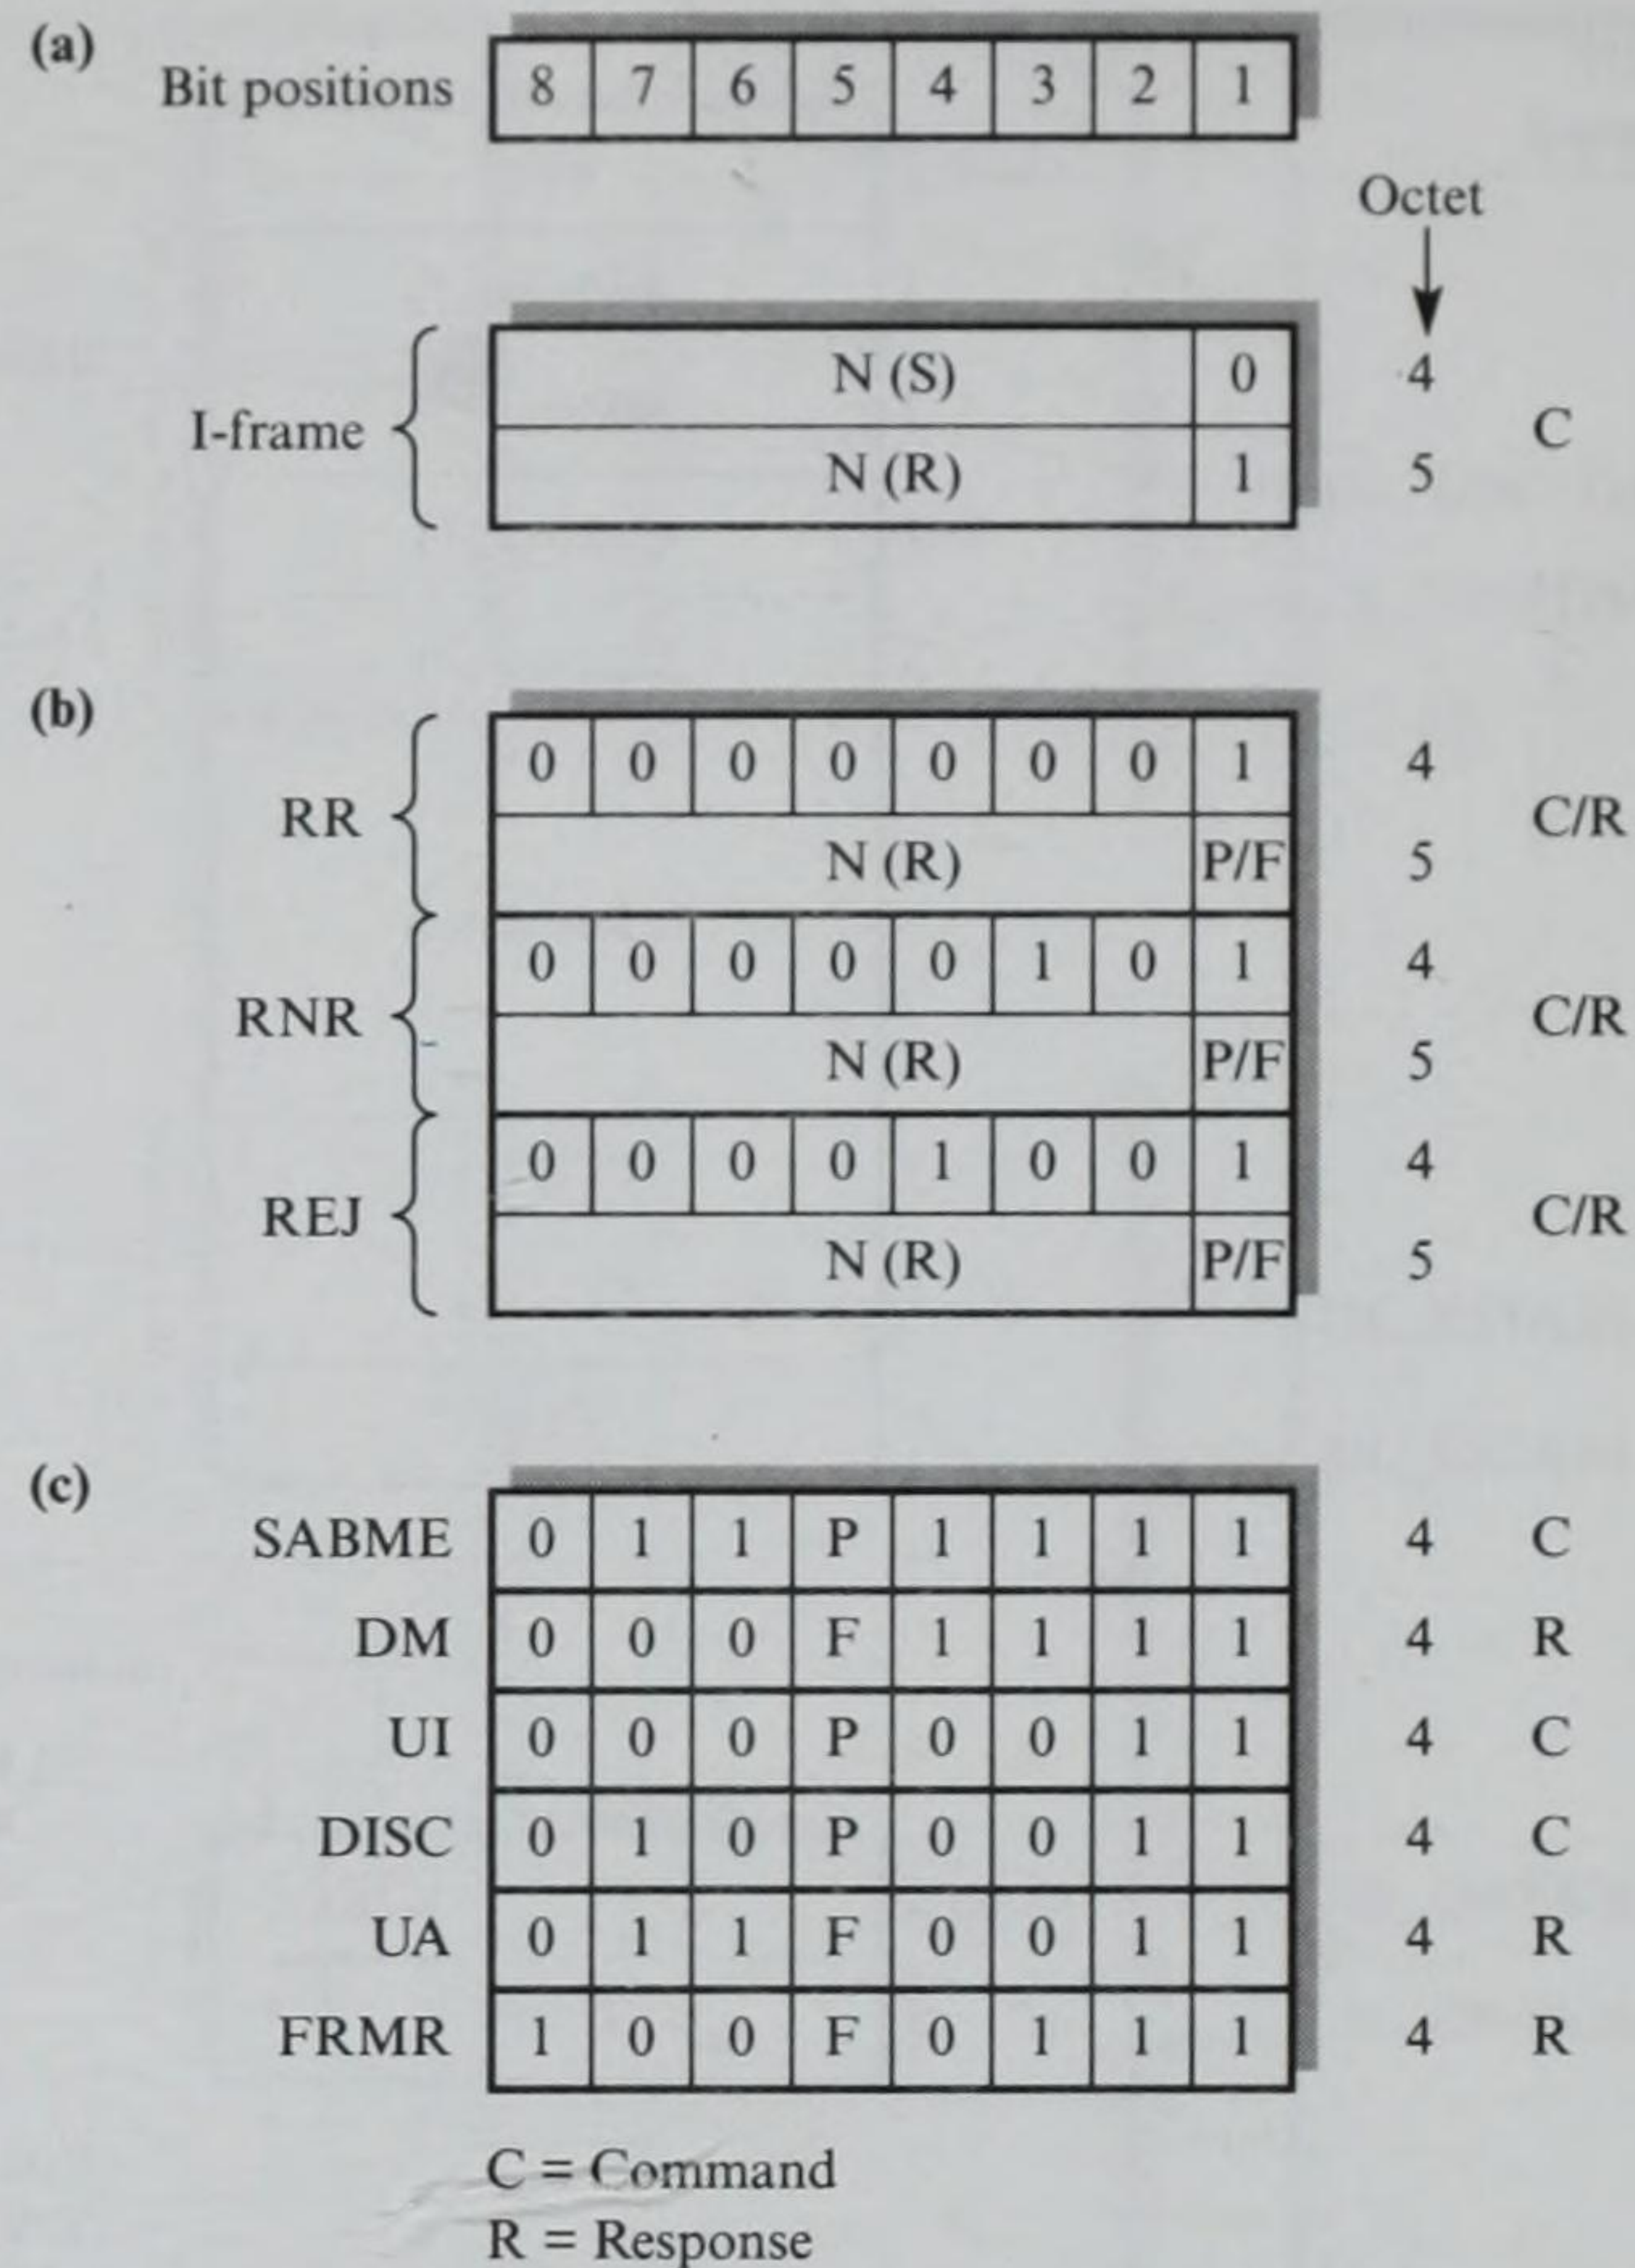 (a)
Bit positions 8 7 6 5 4 3 2 1
Octet
N (S) 0 4
I-frame C
N (R) 1 5
(b)
0 0 0 0 0 0 0 1 4
RR C/R
N (R) P/F 5
0 0 0 0 0 1 0 1 4
RNR C/R
N (R) P/F 5
0 0 0 0 1 0 0 1 4
REJ C/R
N (R) P/F 5
(c)
SABME 0 1 1 P 1 1 1 1 4 C
DM 0 0 0 F 1 1 1 1 4 R
UI 0 0 0 P 0 0 1 1 4 C
DISC 0 1 0 P 0 0 1 1 4 C
UA 0 1 1 F 0 0 1 1 4 R
FRMR 1 0 0 F 0 1 1 1 4 R
C = Command
R = Response